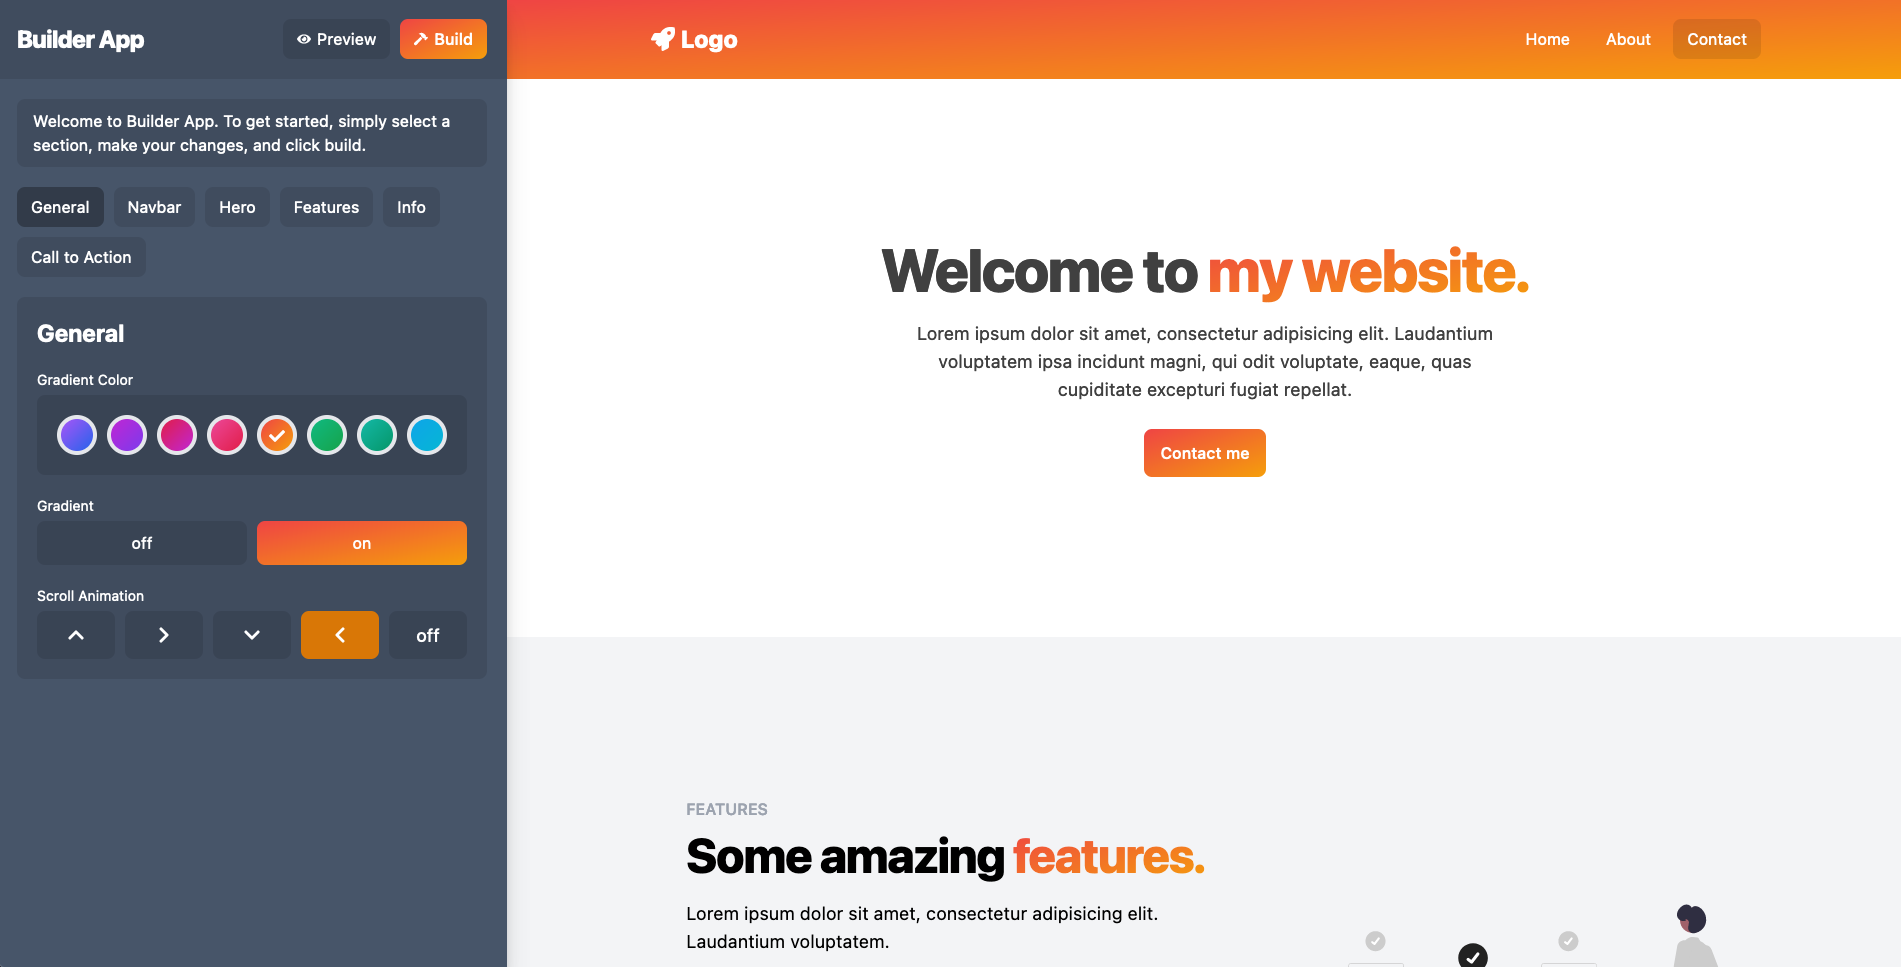 Builder App
Preview
Build
Welcome to Builder App. To get started, simply select a
section, make your changes, and click build.
General
Navbar
Hero
Features
Info
Call to Action
General
Gradient Color
Gradient
off
on
Scroll Animation
off
Logo
Home
About
Contact
Welcome to my website.
Lorem ipsum dolor sit amet, consectetur adipisicing elit. Laudantium
voluptatem ipsa incidunt magni, qui odit voluptate, eaque, quas
cupiditate excepturi fugiat repellat.
Contact me
FEATURES
Some amazing features.
Lorem ipsum dolor sit amet, consectetur adipisicing elit.
Laudantium voluptatem.